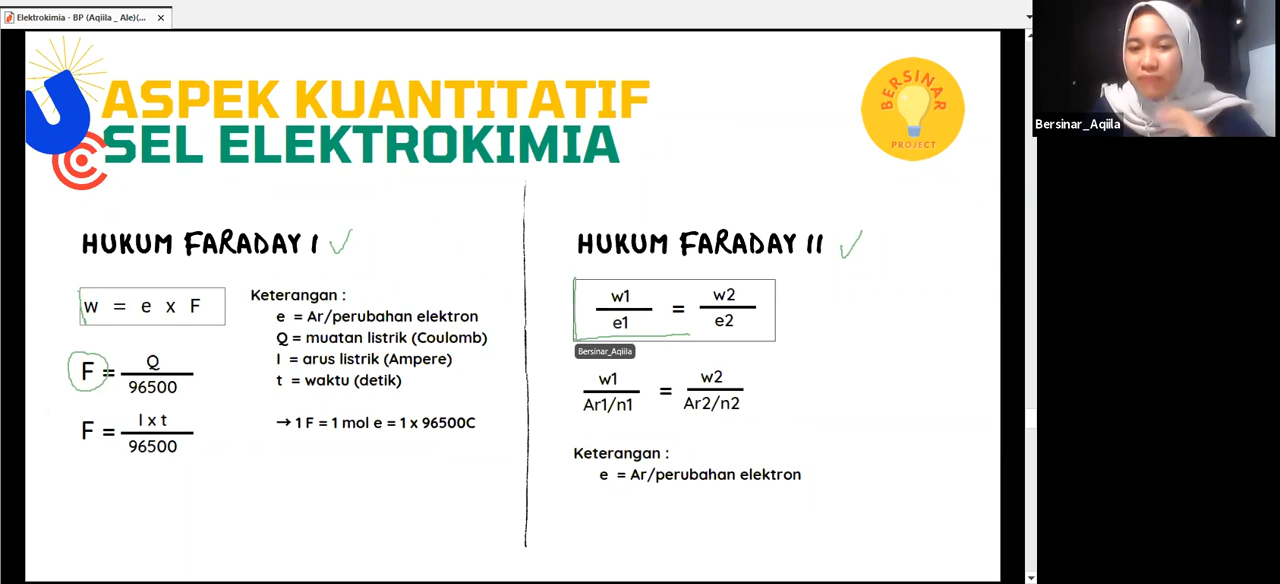 Elektrokimia - BP (Aqiila _ Ale)(...
ASPEK KUANTITATIF
SEL ELEKTROKIMIA
BERSINAR
PROJECT
Bersinar_Aqiila
HUKUM FARADAY I
w = e x F
F = Q
96500
F = I x t
96500
Keterangan :
e = Ar/perubahan elektron
Q = muatan listrik (Coulomb)
I = arus listrik (Ampere)
t = waktu (detik)
→ 1 F = 1 mol e = 1 x 96500C
HUKUM FARADAY II
w1 = w2
e1 e2
Bersinar_Aqiila
w1 = w2
Ar1/n1 Ar2/n2
Keterangan :
e = Ar/perubahan elektron